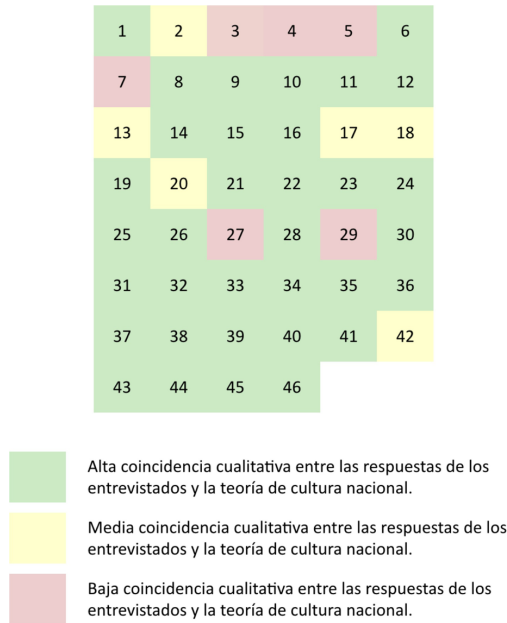 1 2 3 4 5 6
7 8 9 10 11 12
13 14 15 16 17 18
19 20 21 22 23 24
25 26 27 28 29 30
31 32 33 34 35 36
37 38 39 40 41 42
43 44 45 46
Alta coincidencia cualitativa entre las respuestas de los
entrevistados y la teoría de cultura nacional.
Media coincidencia cualitativa entre las respuestas de los
entrevistados y la teoría de cultura nacional.
Baja coincidencia cualitativa entre las respuestas de los
entrevistados y la teoría de cultura nacional.